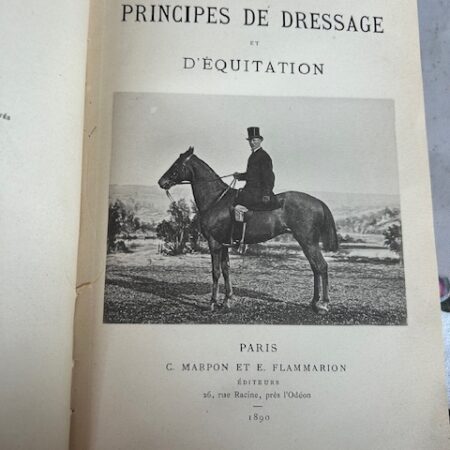 PRINCIPES DE DRESSAGE
ET
D'ÉQUITATION
PARIS
C. MARPON ET E. FLAMMARION
ÉDITEURS
26, rue Racine, près l'Odéon
1890